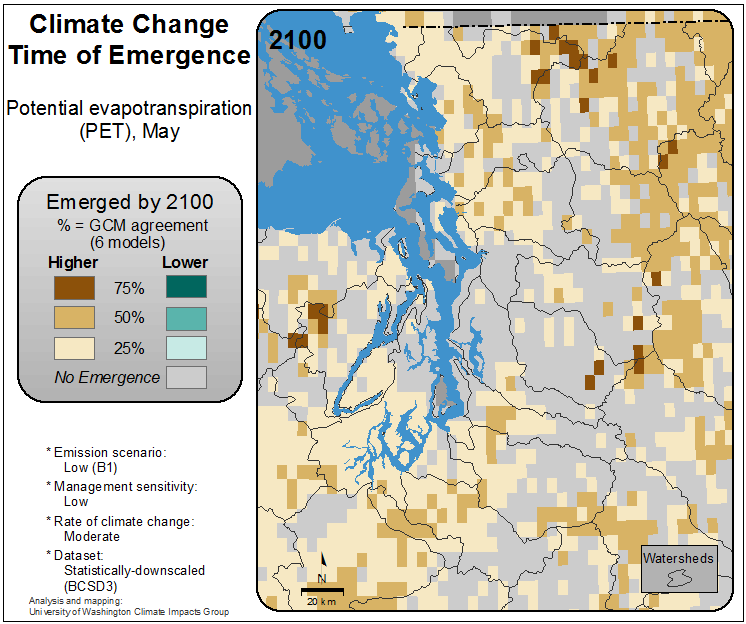 Climate Change
Time of Emergence
Potential evapotranspiration
(PET), May
Emerged by 2100
% = GCM agreement
(6 models)
Higher Lower
75%
50%
25%
No Emergence
* Emission scenario:
Low (B1)
* Management sensitivity:
Low
* Rate of climate change:
Moderate
* Dataset:
Statistically-downscaled
(BCSD3)
Analysis and mapping:
University of Washington Climate Impacts Group
2100
N
20 km
Watersheds